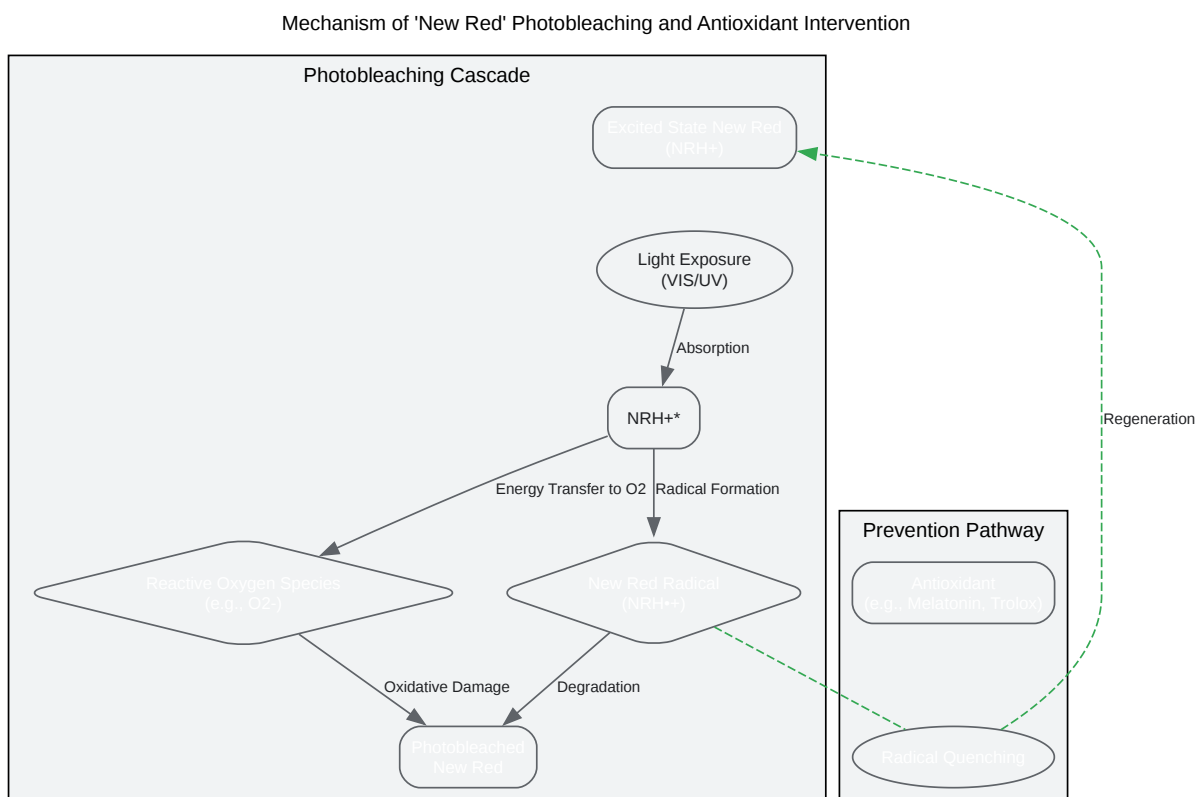 Mechanism of 'New Red' Photobleaching and Antioxidant Intervention
Photobleaching Cascade
Excited State New Red
(NRH+)
Light Exposure
(VIS/UV)
Absorption
NRH+*
Regeneration
Energy Transfer to O2
Radical Formation
Prevention Pathway
Reactive Oxygen Species
(e.g., O2-)
New Red Radical
(NRH•+)
Antioxidant
(e.g., Melatonin, Trolox)
Oxidative Damage
Degradation
Photobleached
New Red
Radical Quenching